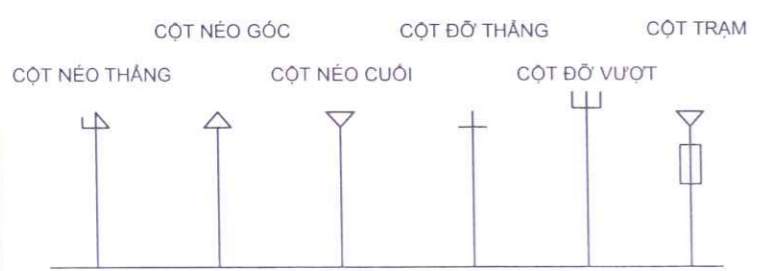 CỘT NÉO GÓC
CỘT ĐỠ THẲNG
CỘT TRẠM
CỘT NÉO THẲNG
CỘT NÉO CUỐI
CỘT ĐỠ VƯỢT